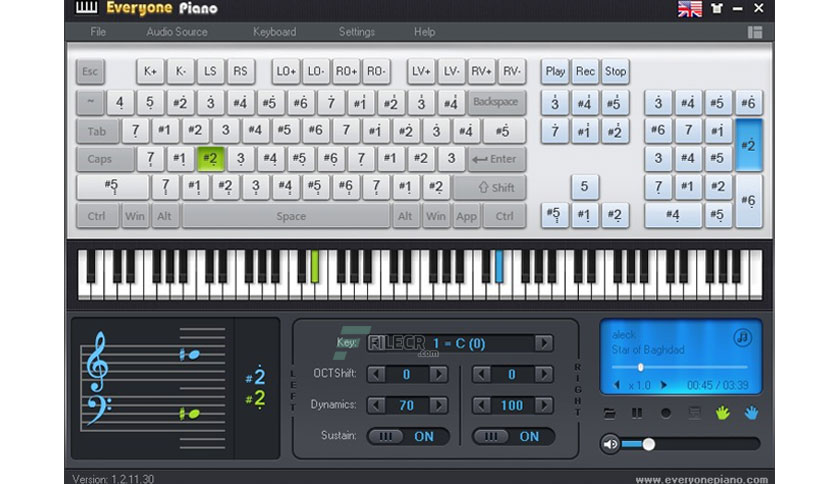 Everyone Piano
File Audio Source Keyboard Settings Help
Esc K+ K- LS RS LO+ LO- RO+ RO- LV+ LV- RV+ RV- Play Rec Stop
~ 4 5 #2 3 #4 #5 #6 7 #1 #2 3 #4 Backspace 3 #4 #5 3 #4 #5 #6
Tab 7 #1 #2 3 #4 #5 #6 7 #1 #2 3 #4 #5 7 #1 #2 #6 7 #1 #2
Caps 7 #1 #2 3 #4 #5 #6 7 #1 #2 3 Enter 3 #4 #5
#5 7 #1 #2 3 #4 #5 #6 7 #1 #2 Shift 5 7 #1 #2 #6
Ctrl Win Alt Space Alt Win App Ctrl #5 #1 #2 #4 #5
Key: 1 = C (0)
FILECR
.com
OCTShift: 0 0
Dynamics: 70 100
Sustain: ON ON
LEFT
RIGHT
#2
#2
aleck
Star of Baghdad
x 1.0 00:45 / 03:39
Version: 1.2.11.30 www.everyonepiano.com